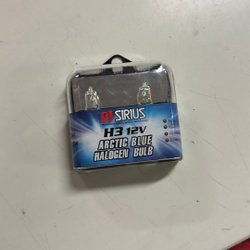 SIRIUS
H3 12V
ARCTIC BLUE
HALOGEN BULB